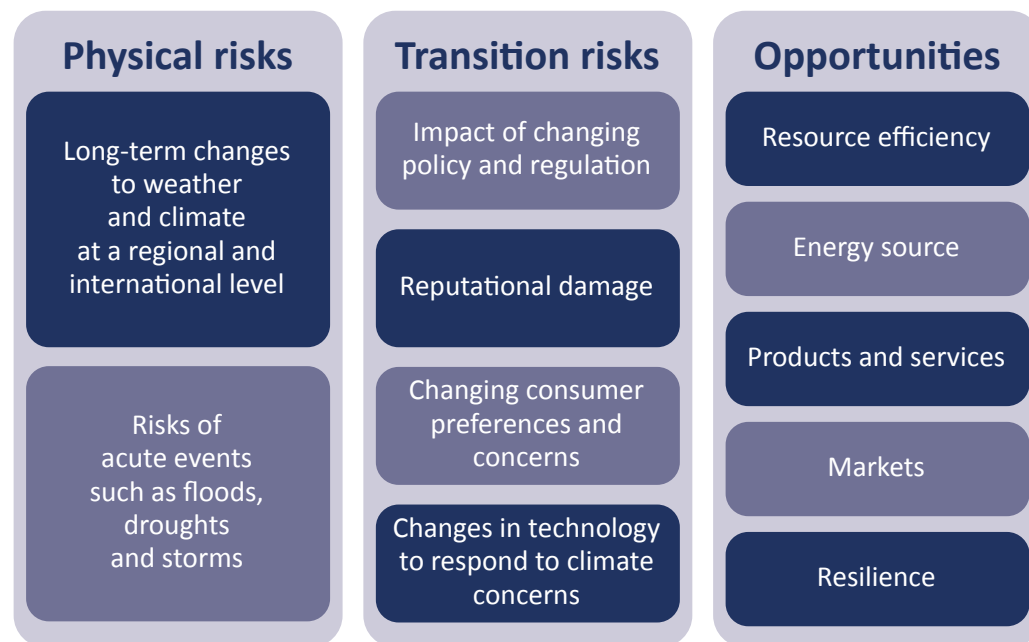 Physical risks
Long-term changes
to weather
and climate
at a regional and
international level
Risks of
acute events
such as floods,
droughts
and storms
Transition risks
Impact of changing
policy and regulation
Reputational damage
Changing consumer
preferences and
concerns
Changes in technology
to respond to climate
concerns
Opportunities
Resource efficiency
Energy source
Products and services
Markets
Resilience